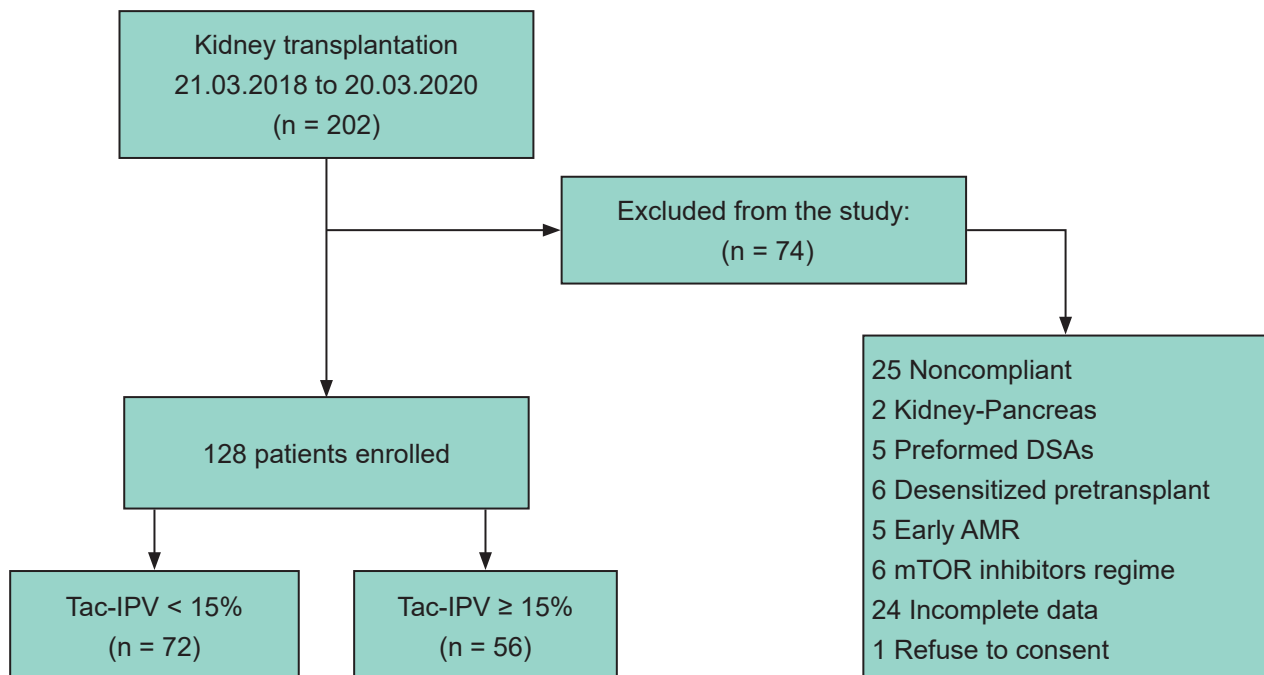 Kidney transplantation
21.03.2018 to 20.03.2020
(n = 202)
Excluded from the study:
(n = 74)
25 Noncompliant
2 Kidney-Pancreas
5 Preformed DSAs
6 Desensitized pretransplant
5 Early AMR
6 mTOR inhibitors regime
24 Incomplete data
1 Refuse to consent
128 patients enrolled
Tac-IPV < 15%
(n = 72)
Tac-IPV ≥ 15%
(n = 56)